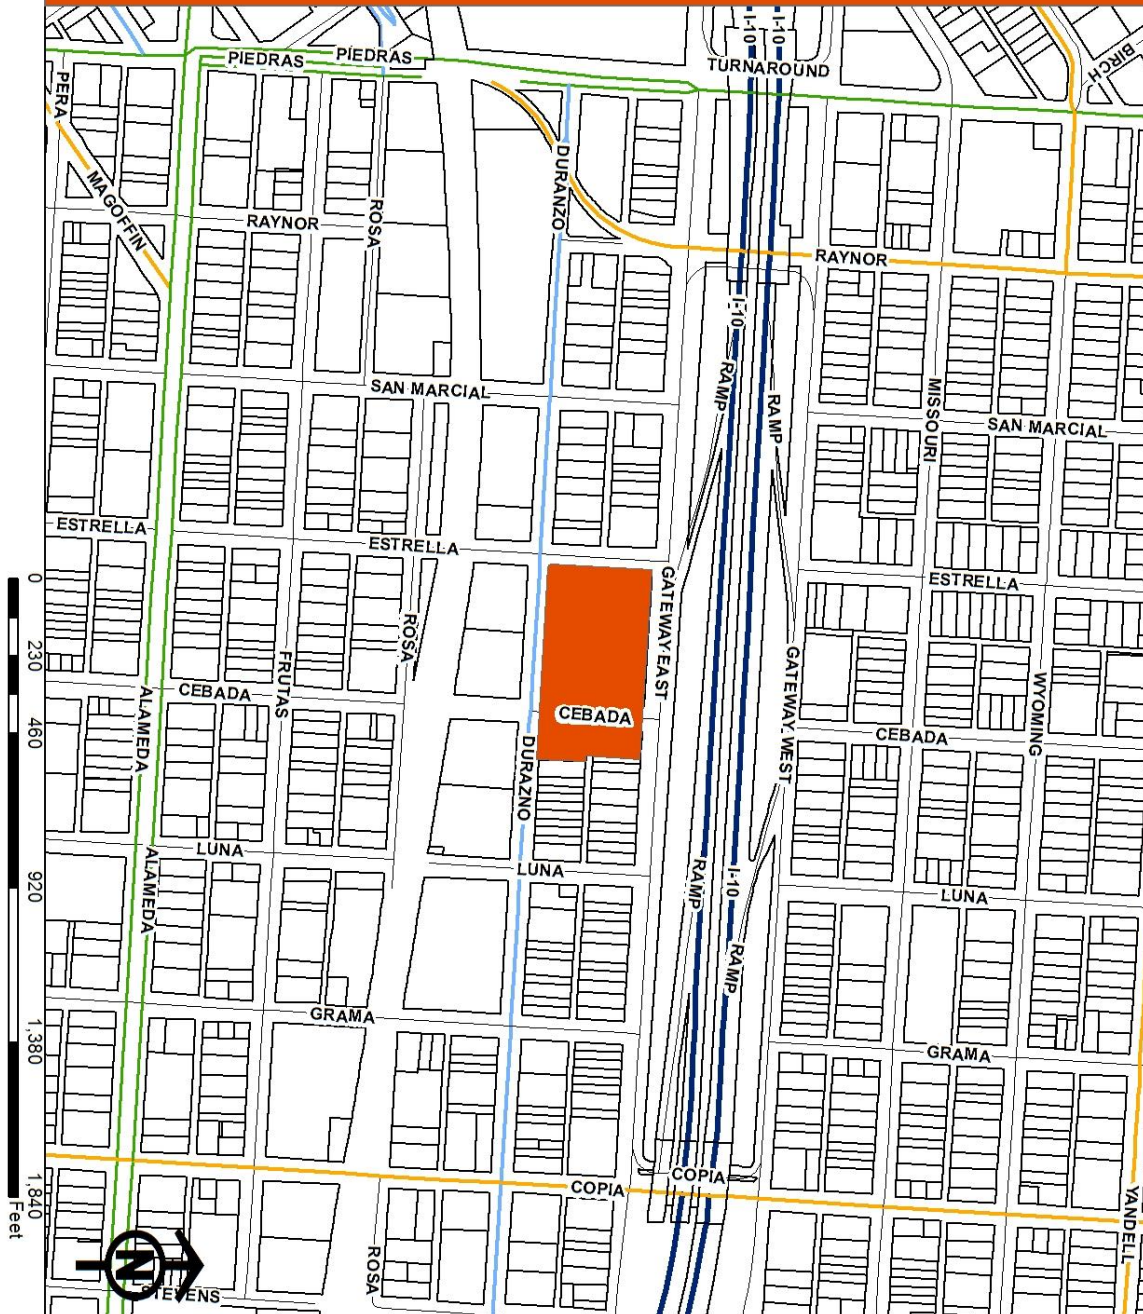 I-10
I-10
PIEDRAS
PIEDRAS
TURNAROUND
BIRCH
PERA
MAGOFFIN
RAYNOR
ROSA
DURANZO
RAYNOR
I-10
SAN MARCIAL
RAMP
RAMP
MISSOURI
SAN MARCIAL
ESTRELLA
ESTRELLA
GATEWAY EAST
ESTRELLA
ROSA
FRUTAS
CEBADA
CEBADA
GATEWAY WEST
WYOMING
CEBADA
ALAMEDA
DURAZNO
LUNA
ALAMEDA
LUNA
RAMP
I-10
LUNA
RAMP
GRAMA
GRAMA
COPIA
COPIA
YANDELL
ROSA
STEVENS
N
0
230
460
920
1,380
1,840
Feet